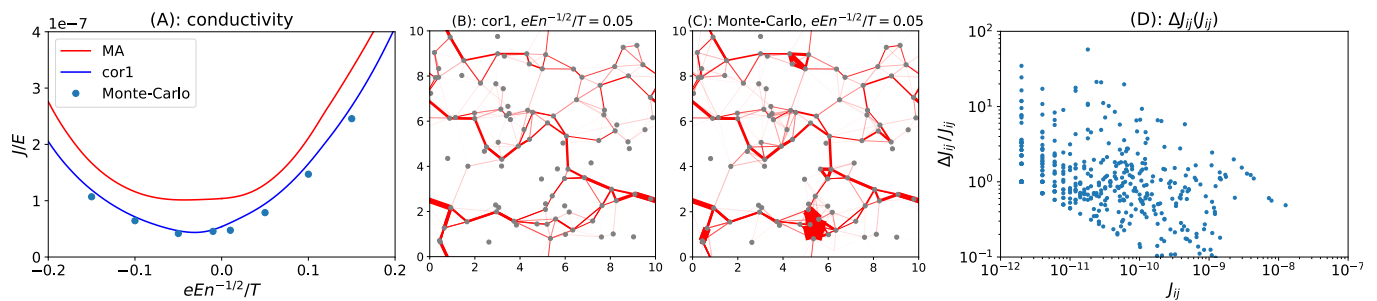 (A): conductivity
1e−7
4
3
2
1
0
J/E
MA
cor1
Monte-Carlo
−0.2 −0.1 0.0 0.1 0.2
eEn^{-1/2}/T
(B): cor1, eEn^{-1/2}/T = 0.05
10
8
6
4
2
0
0 2 4 6 8 10
(C): Monte-Carlo, eEn^{-1/2}/T = 0.05
10
8
6
4
2
0
0 2 4 6 8 10
(D): ΔJ_{ij}(J_{ij})
10^2
10^1
10^0
10^{−1}
ΔJ_{ij} / J_{ij}
10^{−12} 10^{−11} 10^{−10} 10^{−9} 10^{−8} 10^{−7}
J_{ij}